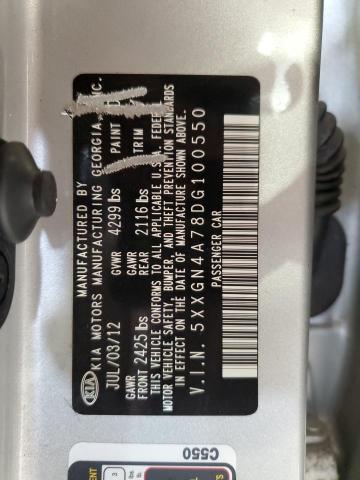 MANUFACTURED BY
KIA KIA MOTORS MANUFACTURING GEORGIA, INC.
JUL/03/12 GVWR 4299 lbs PAINT
GAWR FRONT 2425 lbs GAWR REAR 2116 lbs TRIM
THIS VEHICLE CONFORMS TO ALL APPLICABLE U.S.A. FEDERAL
MOTOR VEHICLE SAFETY, BUMPER, AND THEFT PREVENTION STANDARDS
IN EFFECT ON THE DATE OF MANUFACTURE SHOWN ABOVE.
V.I.N. 5XXGN4A78DG100550
PASSENGER CAR
C550